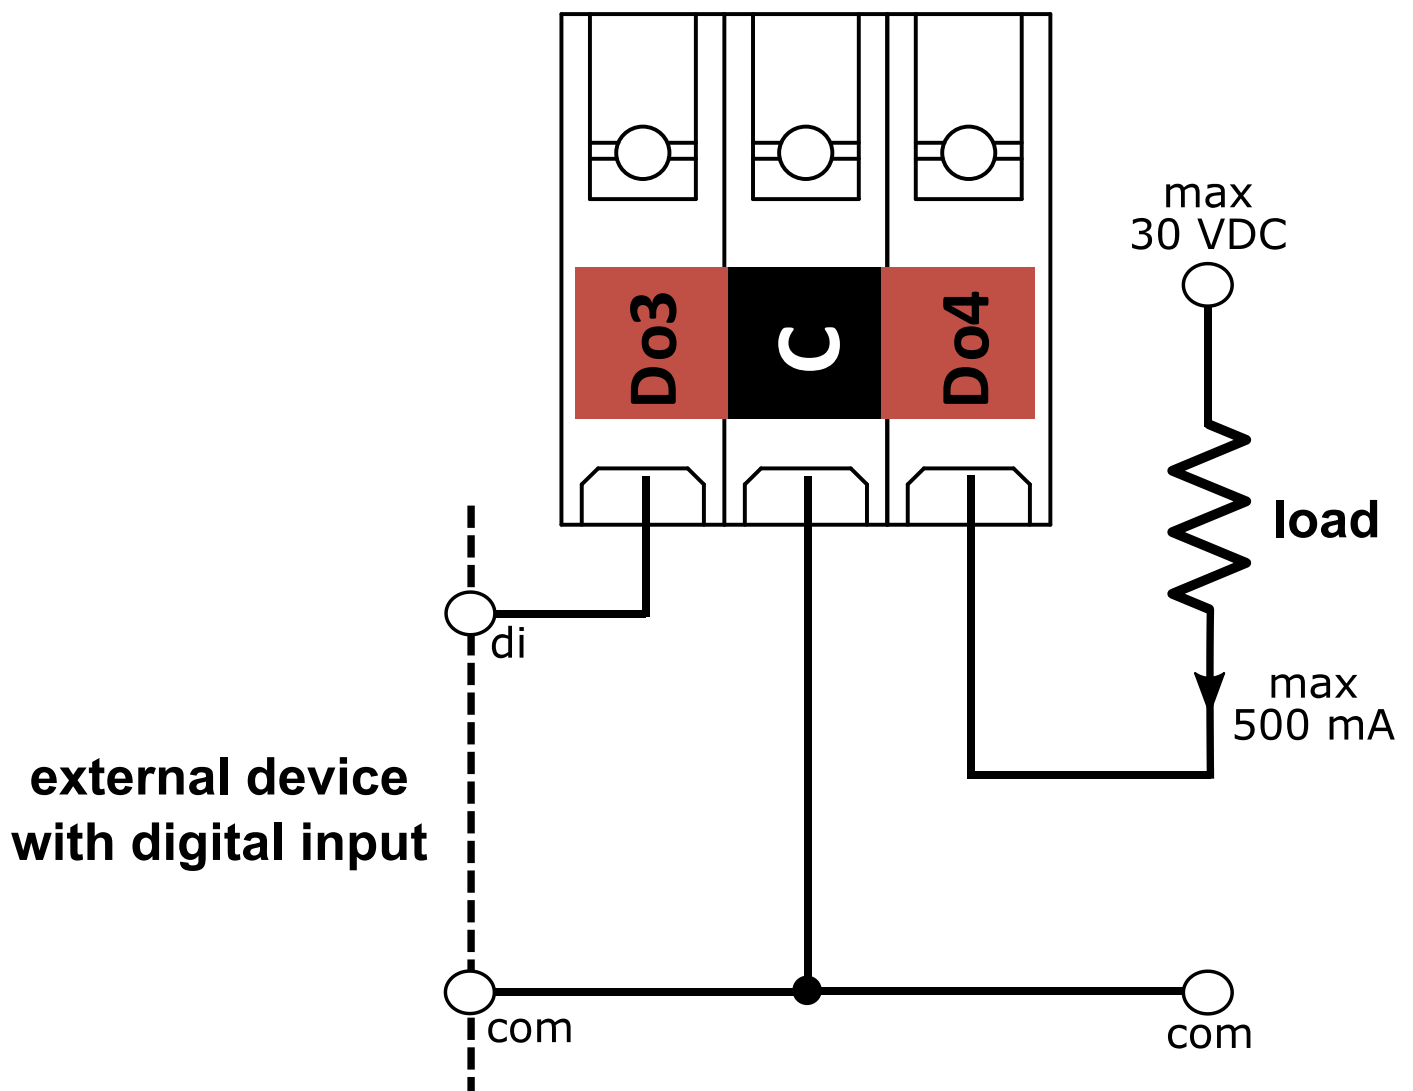 max
30 VDC
Do3
C
Do4
load
di
max
500 mA
external device
with digital input
com
com